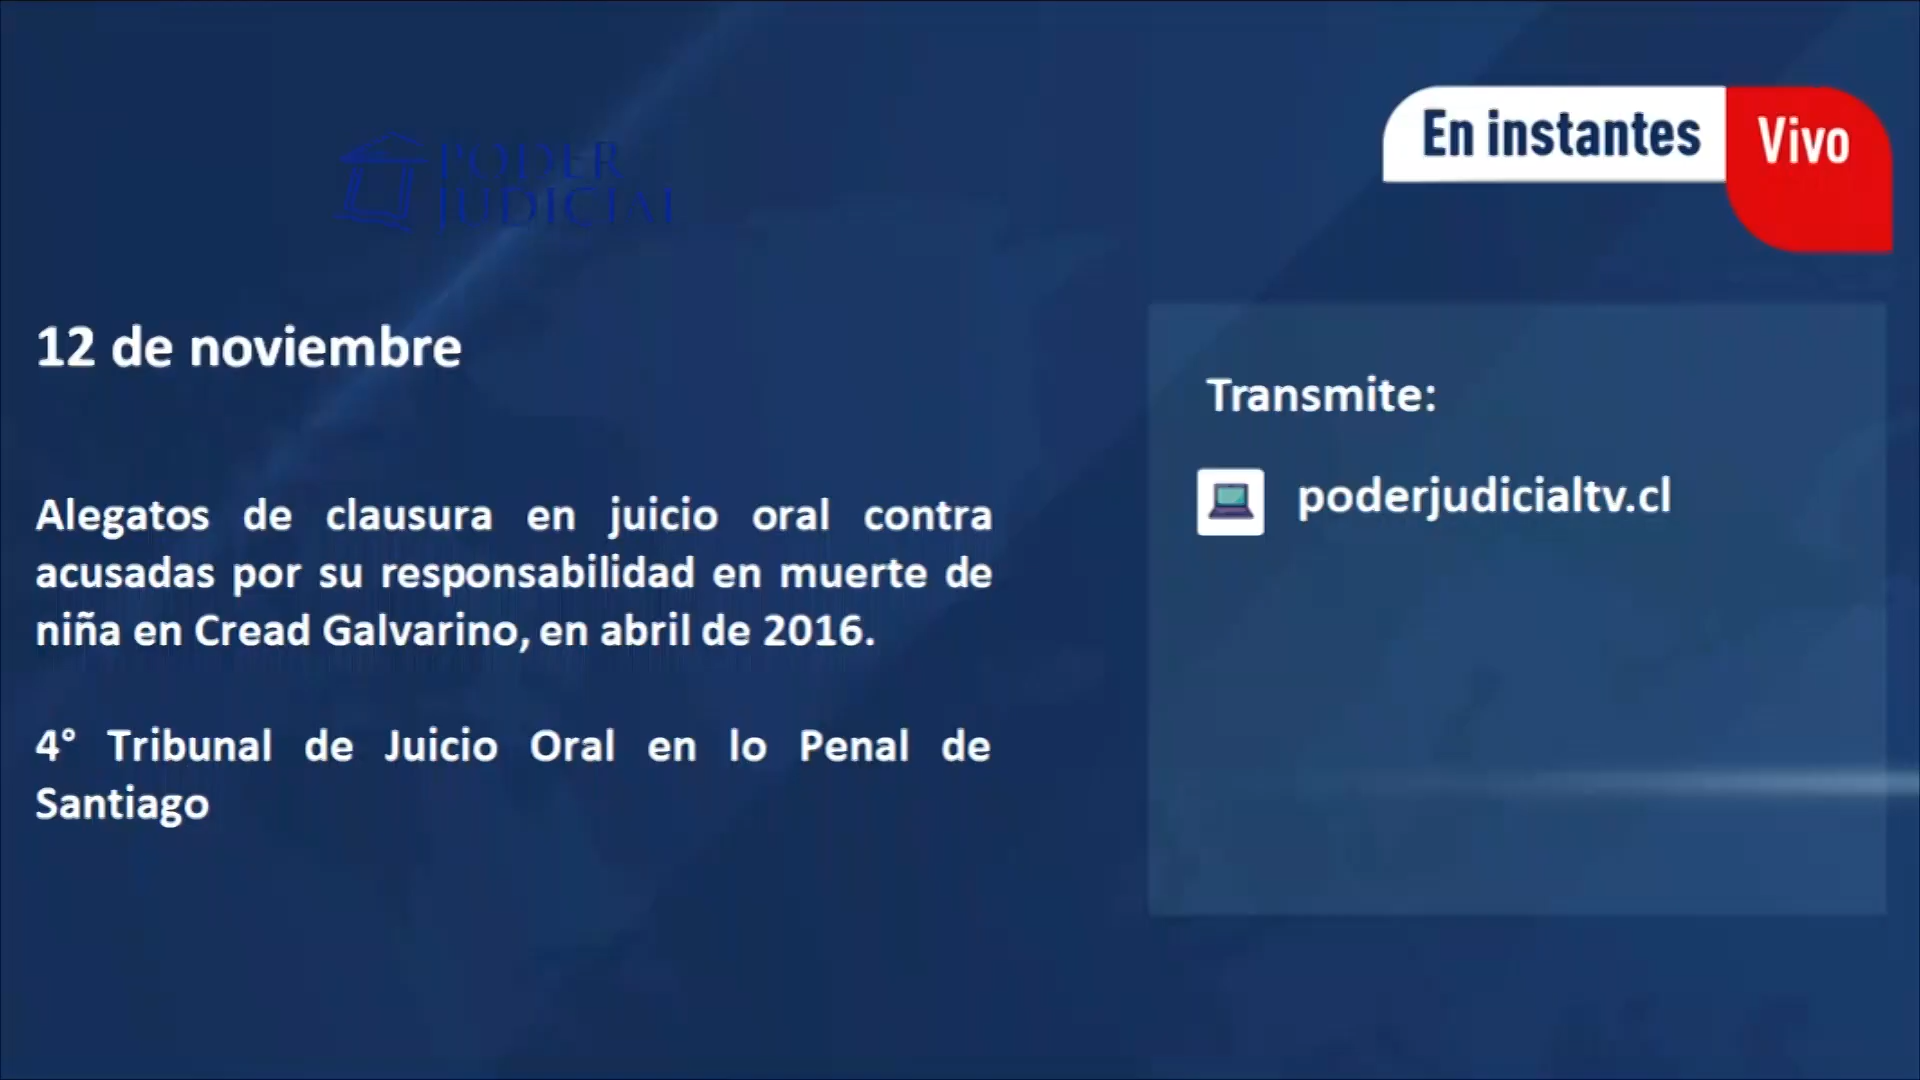 PODER
JUDICIAL
En instantes
Vivo
12 de noviembre
Alegatos de clausura en juicio oral contra
acusadas por su responsabilidad en muerte de
niña en Cread Galvarino, en abril de 2016.
4° Tribunal de Juicio Oral en lo Penal de
Santiago
Transmite:
poderjudicialtv.cl